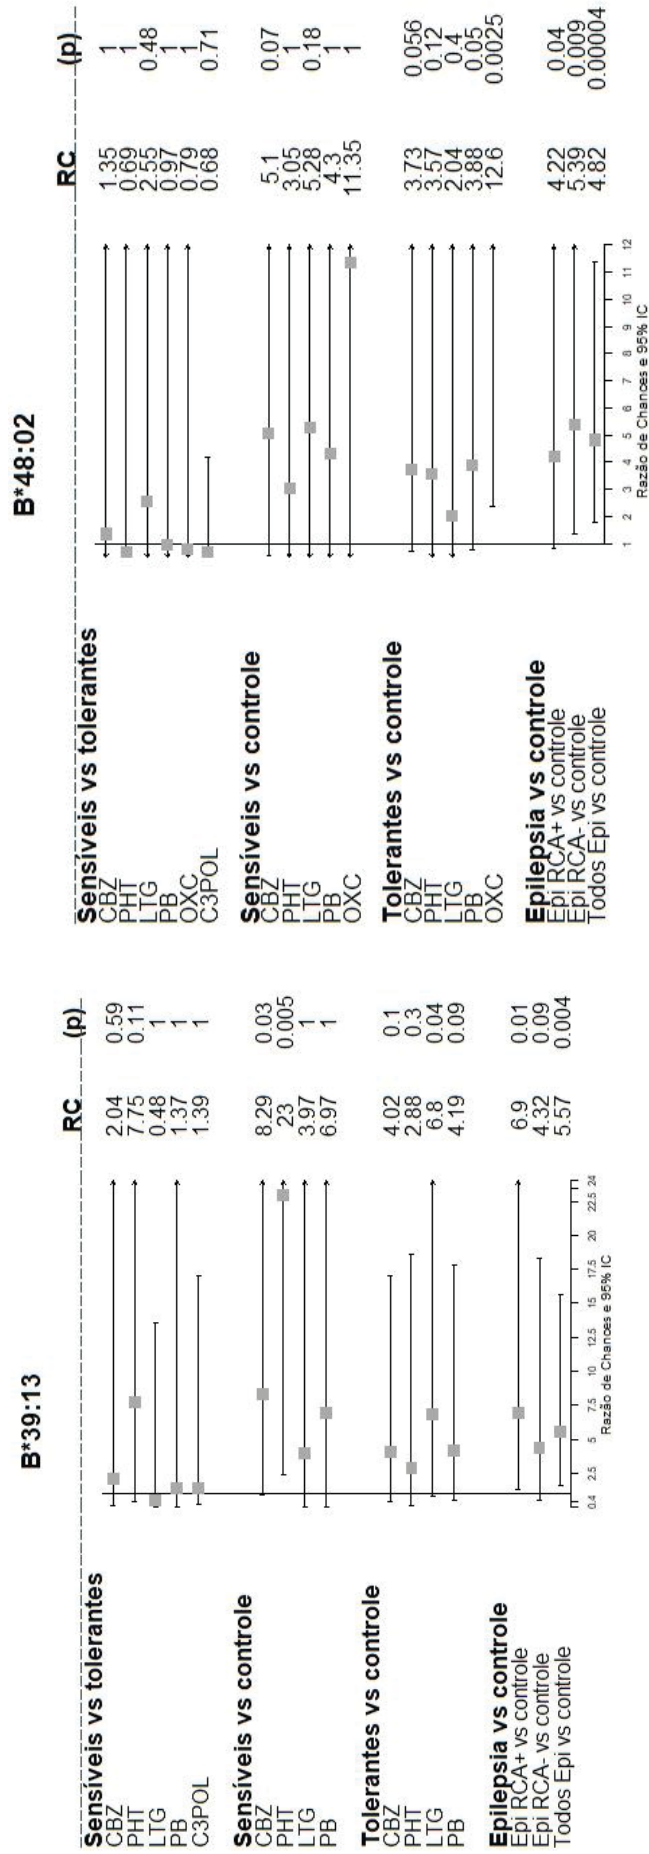 B*39:13
RC (p)
Sensíveis vs tolerantes
CBZ 2.04 0.59
PHT 7.75 0.11
LTG 0.48 1
PB 1.37 1
C3POL 1.39 1
Sensíveis vs controle
CBZ 8.29 0.03
PHT 23 0.005
LTG 3.97 1
PB 6.97 1
Tolerantes vs controle
CBZ 4.02 0.1
PHT 2.88 0.3
LTG 6.8 0.04
PB 4.19 0.09
Epilepsia vs controle
Epi RCA+ vs controle 6.9 0.01
Epi RCA- vs controle 4.32 0.09
Todos Epi vs controle 5.57 0.004
0.4 2.5 5 7.5 10 12.5 15 17.5 20 22.5 24
Razão de Chances e 95% IC
B*48:02
RC (p)
Sensíveis vs tolerantes
CBZ 1.35 1
PHT 0.69 1
LTG 2.55 0.48
PB 0.97 1
OXC 0.79 1
C3POL 0.68 0.71
Sensíveis vs controle
CBZ 5.1 0.07
PHT 3.05 1
LTG 5.28 0.18
PB 4.3 1
OXC 11.35 1
Tolerantes vs controle
CBZ 3.73 0.056
PHT 3.57 0.12
LTG 2.04 0.4
PB 3.88 0.05
OXC 12.6 0.0025
Epilepsia vs controle
Epi RCA+ vs controle 4.22 0.04
Epi RCA- vs controle 5.39 0.009
Todos Epi vs controle 4.82 0.00004
1 2 3 4 5 6 7 8 9 10 11 12
Razão de Chances e 95% IC